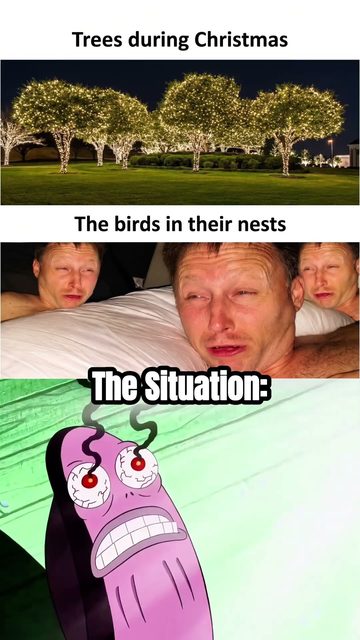 Trees during Christmas
The birds in their nests
The Situation: